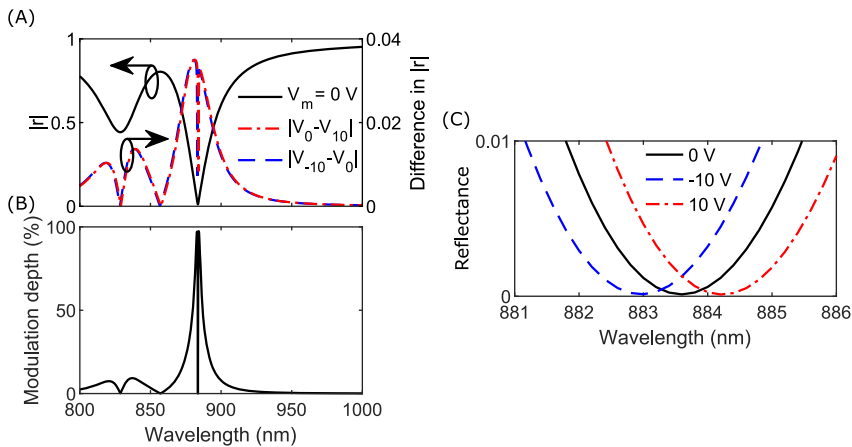 (A)
1
0.5
0
|r|
0.04
0.02
0
Difference in |r|
V_m = 0 V
|V_0-V_10|
|V_-10-V_0|
(B)
100
50
0
Modulation depth (%)
800
850
900
950
1000
Wavelength (nm)
(C)
0.01
0
Reflectance
0 V
-10 V
10 V
881
882
883
884
885
886
Wavelength (nm)